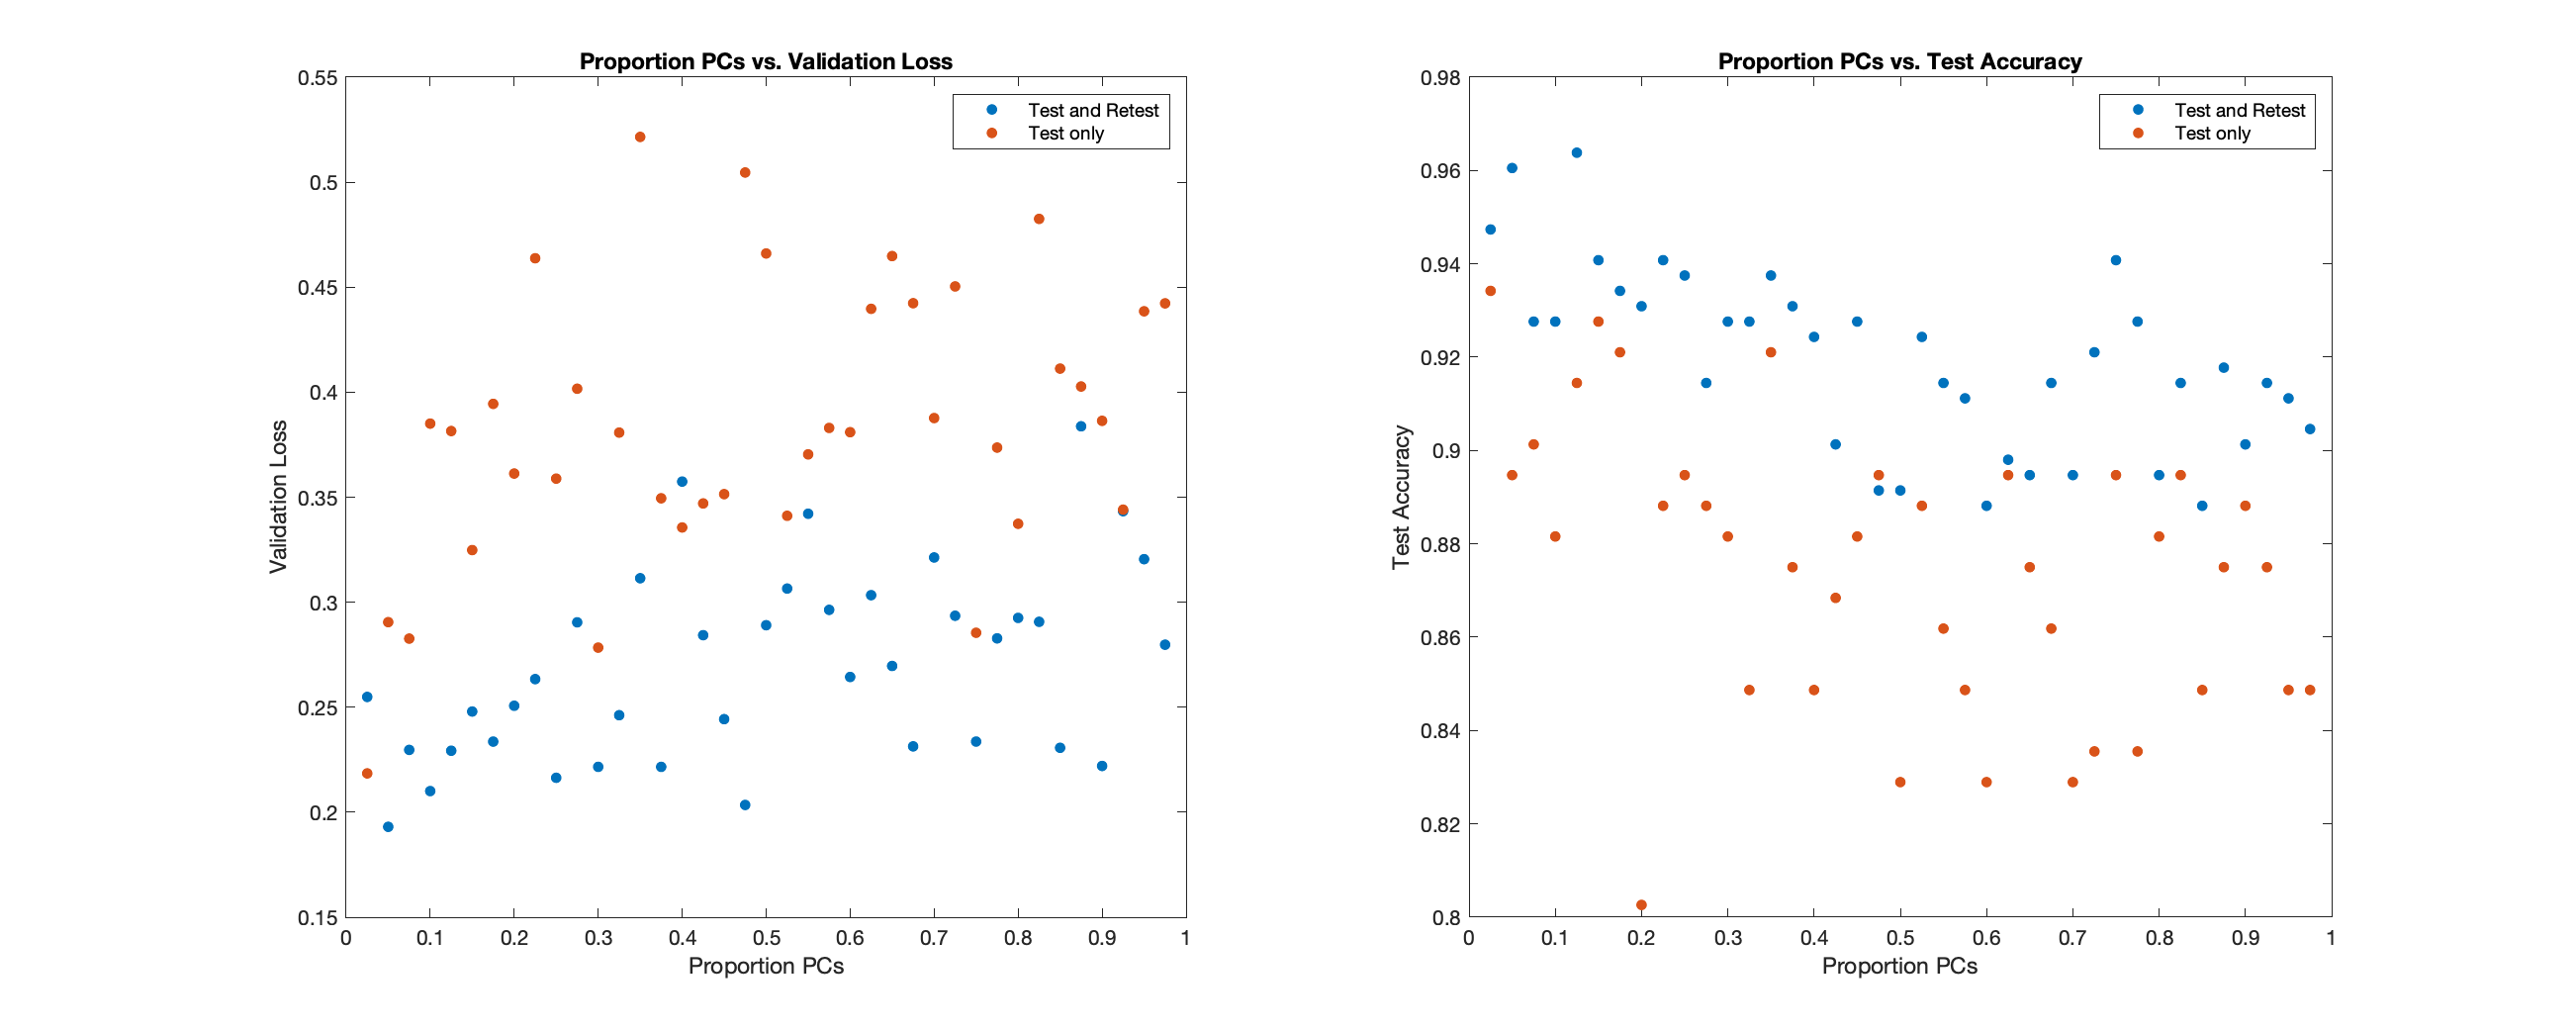 Proportion PCs vs. Validation Loss
0.55
0.5
0.45
0.4
0.35
0.3
0.25
0.2
0.15
Validation Loss
Test and Retest
Test only
0 0.1 0.2 0.3 0.4 0.5 0.6 0.7 0.8 0.9 1
Proportion PCs
Proportion PCs vs. Test Accuracy
0.98
0.96
0.94
0.92
0.9
0.88
0.86
0.84
0.82
0.8
Test Accuracy
Test and Retest
Test only
0 0.1 0.2 0.3 0.4 0.5 0.6 0.7 0.8 0.9 1
Proportion PCs